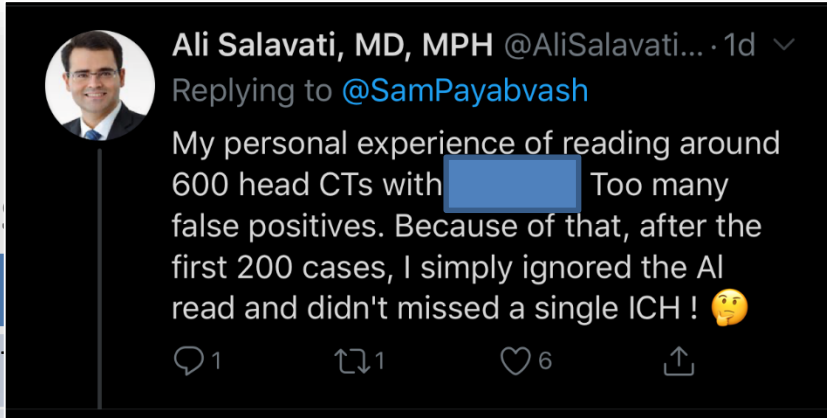 Ali Salavati, MD, MPH @AliSalavati... · 1d
Replying to @SamPayabvash
My personal experience of reading around
600 head CTs with Too many
false positives. Because of that, after the
first 200 cases, I simply ignored the AI
read and didn't missed a single ICH ! 🤔
1 1 6